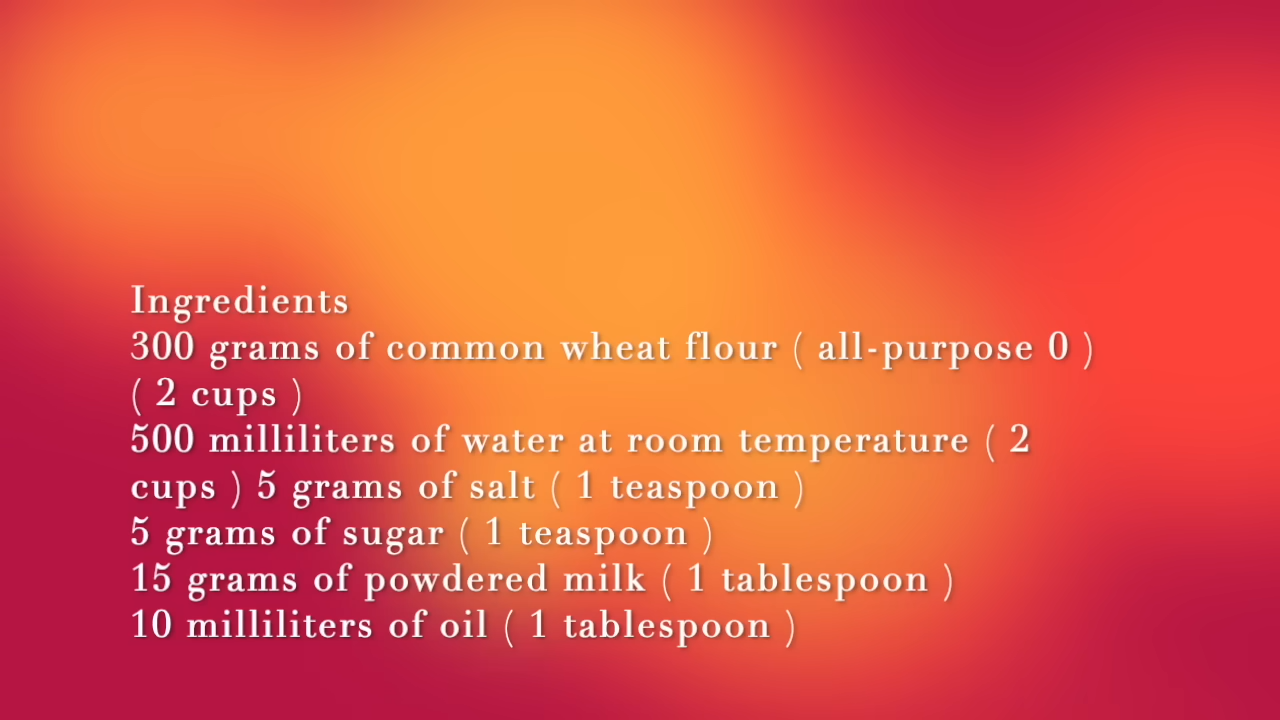 Ingredients
300 grams of common wheat flour ( all-purpose 0 )
( 2 cups )
500 milliliters of water at room temperature ( 2
cups ) 5 grams of salt ( 1 teaspoon )
5 grams of sugar ( 1 teaspoon )
15 grams of powdered milk ( 1 tablespoon )
10 milliliters of oil ( 1 tablespoon )